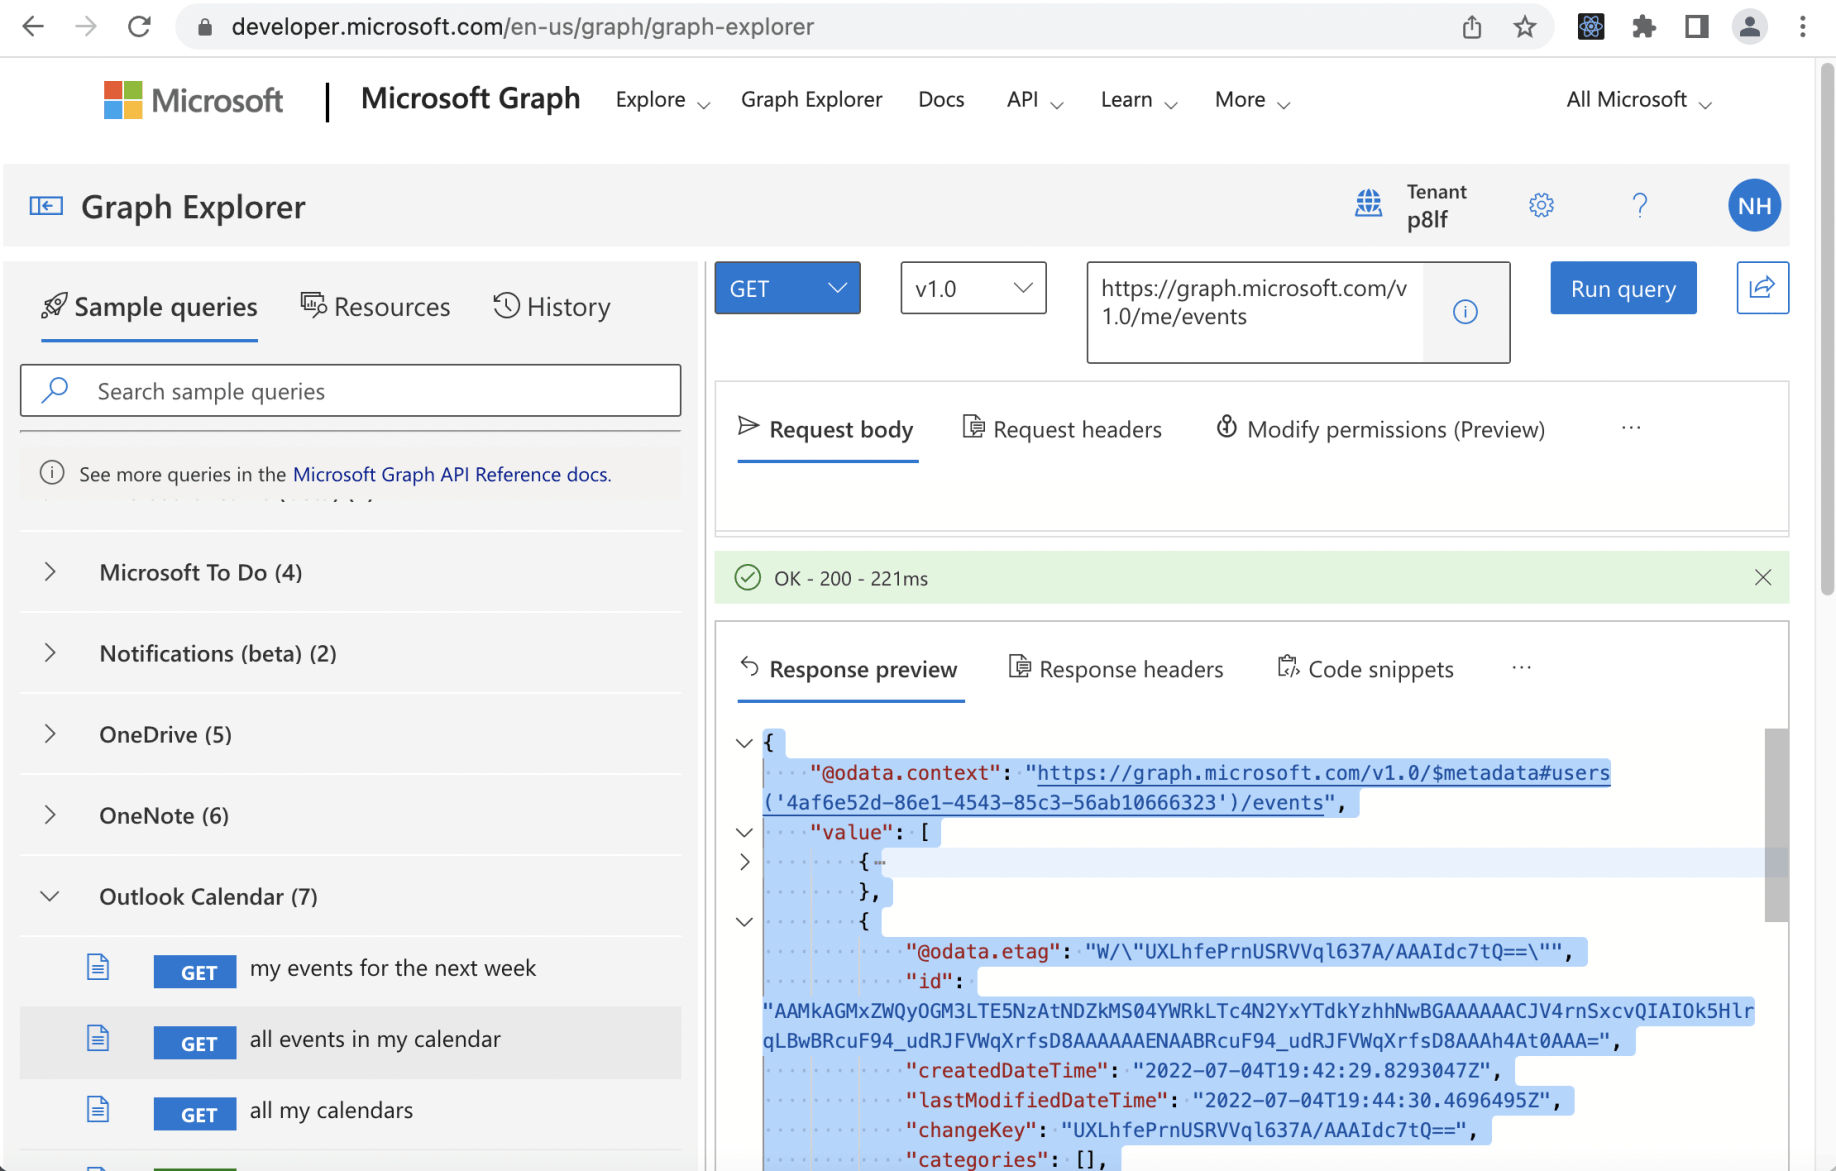 developer.microsoft.com/en-us/graph/graph-explorer
Microsoft
Microsoft Graph
Explore
Graph Explorer
Docs
API
Learn
More
All Microsoft
Graph Explorer
Tenant
p8lf
NH
Sample queries
Resources
History
Search sample queries
See more queries in the Microsoft Graph API Reference docs.
Microsoft To Do (4)
Notifications (beta) (2)
OneDrive (5)
OneNote (6)
Outlook Calendar (7)
GET my events for the next week
GET all events in my calendar
GET all my calendars
GET
v1.0
https://graph.microsoft.com/v
1.0/me/events
Run query
Request body
Request headers
Modify permissions (Preview)
OK - 200 - 221ms
Response preview
Response headers
Code snippets
{
"@odata.context": "https://graph.microsoft.com/v1.0/$metadata#users
('4af6e52d-86e1-4543-85c3-56ab10666323')/events",
"value": [
{
},
{
"@odata.etag": "W/\"UXLhfePrnUSRVVql637A/AAAIdc7tQ==\"",
"id":
"AAMkAGMxZWQyOGM3LTE5NzAtNDZkMS04YWRkLTc4N2YxYTdkYzhhNwBGAAAAAACJV4rnSxcvQIAIOk5Hlr
qLBwBRcuF94_udRJFVWqXrfsD8AAAAAAENAABRcuF94_udRJFVWqXrfsD8AAAh4At0AAA=",
"createdDateTime": "2022-07-04T19:42:29.8293047Z",
"lastModifiedDateTime": "2022-07-04T19:44:30.4696495Z",
"changeKey": "UXLhfePrnUSRVVql637A/AAAIdc7tQ==",
"categories": [],